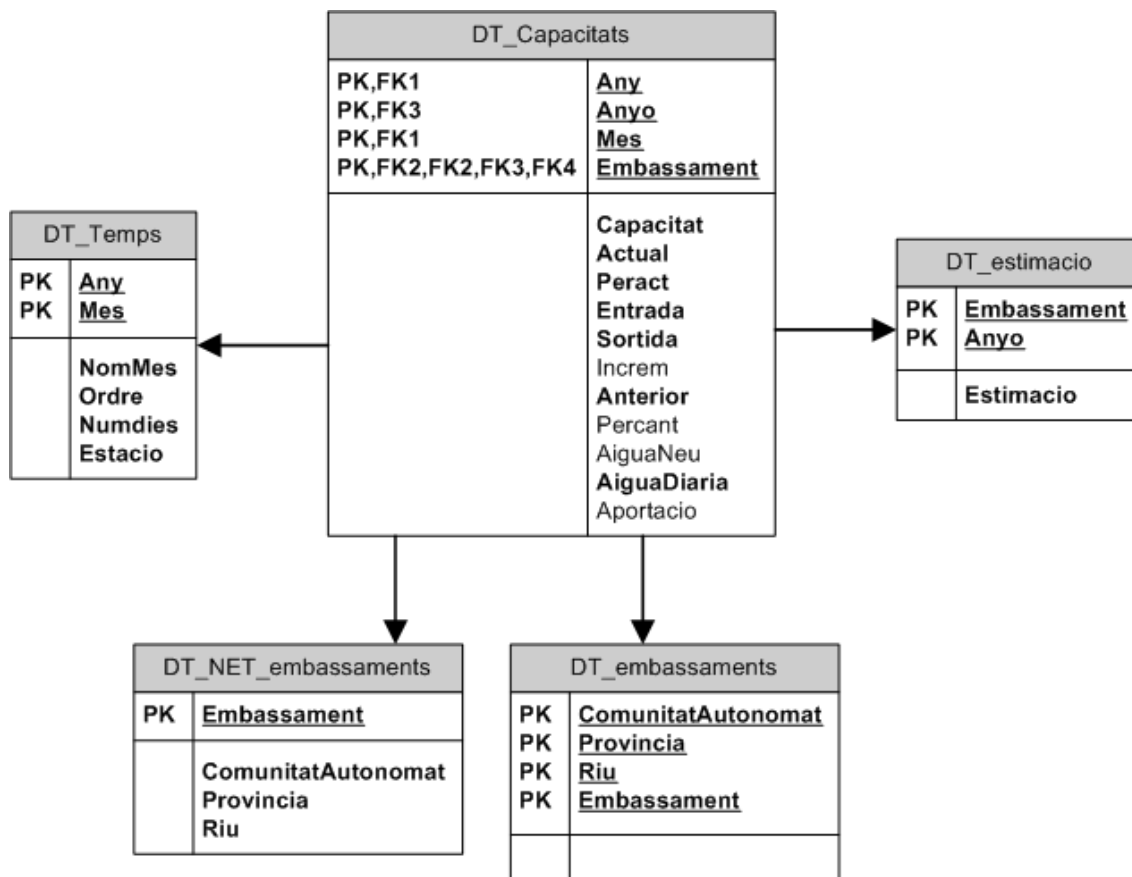 DT_Capacitats
PK,FK1 Any
PK,FK3 Anyo
PK,FK1 Mes
PK,FK2,FK2,FK3,FK4 Embassament
Capacitat
Actual
Peract
Entrada
Sortida
Increm
Anterior
Percant
AiguaNeu
AiguaDiaria
Aportacio
DT_Temps
PK Any
PK Mes
NomMes
Ordre
Numdies
Estacio
DT_estimacio
PK Embassament
PK Anyo
Estimacio
DT_NET_embassaments
PK Embassament
ComunitatAutonomat
Provincia
Riu
DT_embassaments
PK ComunitatAutonomat
PK Provincia
PK Riu
PK Embassament